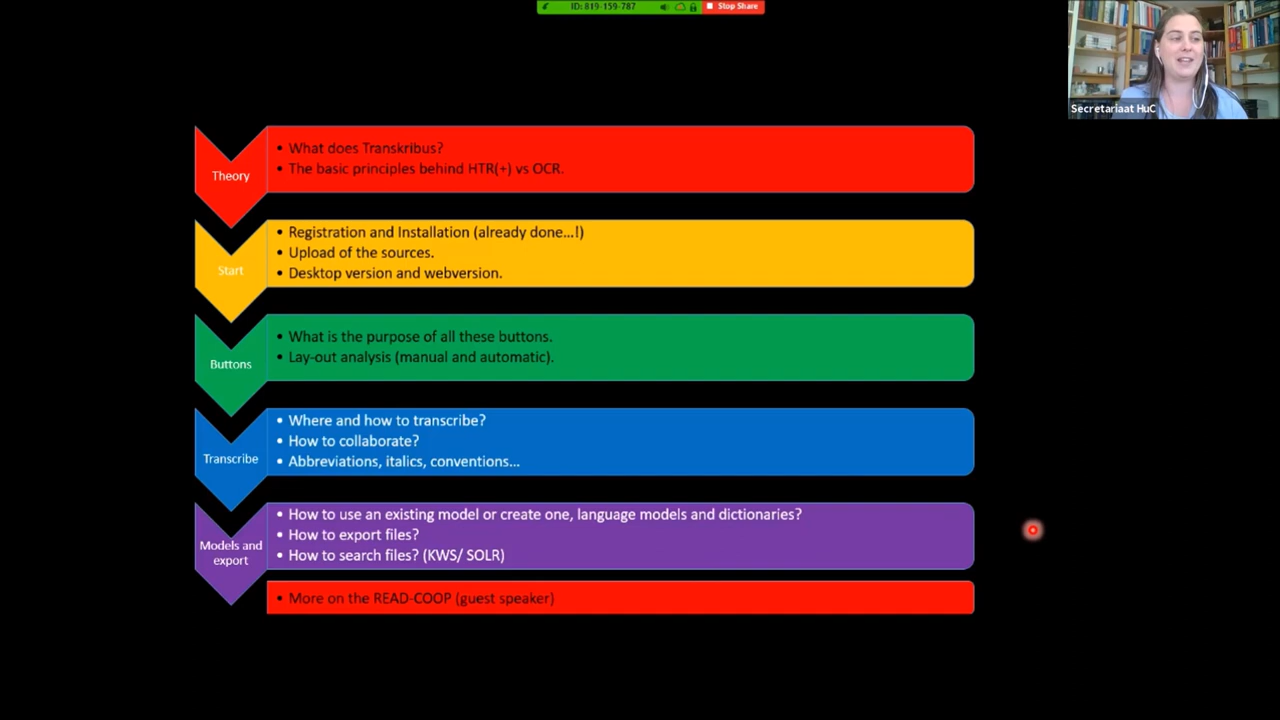 ID: 819-159-787
Stop Share
Secretariaat HuC
Theory
• What does Transkribus?
• The basic principles behind HTR(+) vs OCR.
Start
• Registration and Installation (already done...!)
• Upload of the sources.
• Desktop version and webversion.
Buttons
• What is the purpose of all these buttons.
• Lay-out analysis (manual and automatic).
Transcribe
• Where and how to transcribe?
• How to collaborate?
• Abbreviations, italics, conventions...
Models and
export
• How to use an existing model or create one, language models and dictionaries?
• How to export files?
• How to search files? (KWS/ SOLR)
• More on the READ-COOP (guest speaker)